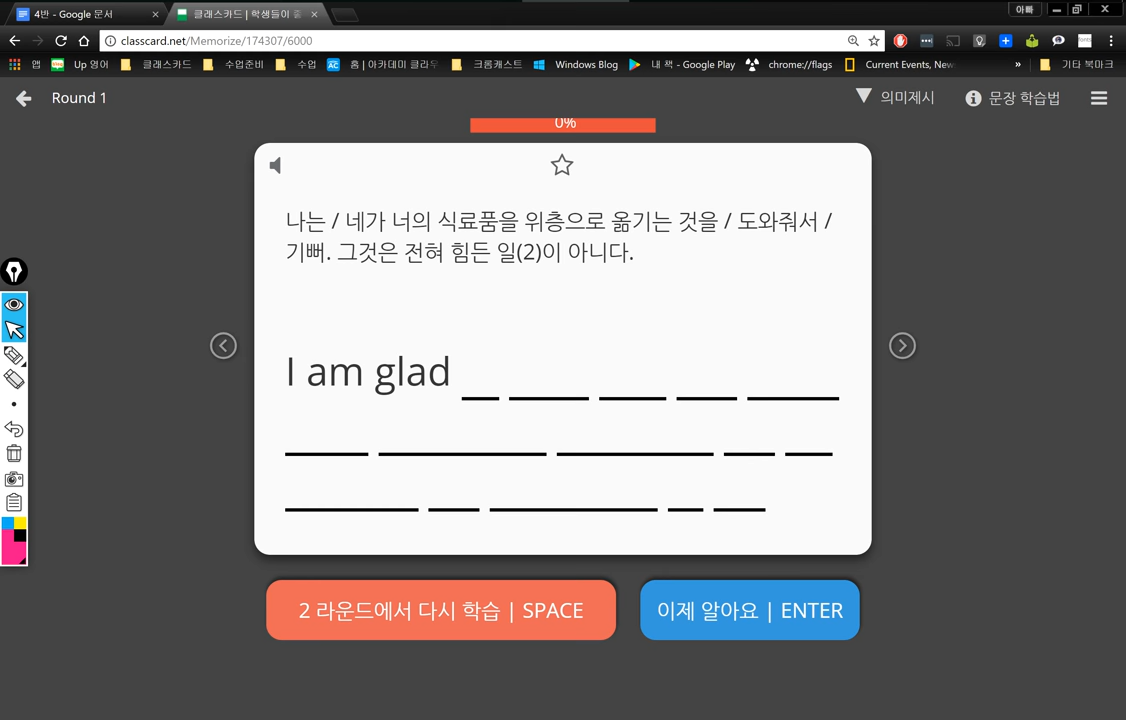 4반 - Google 문서
클래스카드 | 학생들이 좋
아빠
classcard.net/Memorize/174307/6000
앱 Up 영어 클래스카드 수업준비 수업 홈 | 아카데미 클라우 크롬캐스트 Windows Blog 내 책 - Google Play chrome://flags Current Events, New » 기타 북마크
Round 1
의미제시
문장 학습법
0%
나는 / 네가 너의 식료품을 위층으로 옮기는 것을 / 도와줘서 /
기뻐. 그것은 전혀 힘든 일(2)이 아니다.
I am glad
2 라운드에서 다시 학습 | SPACE
이제 알아요 | ENTER